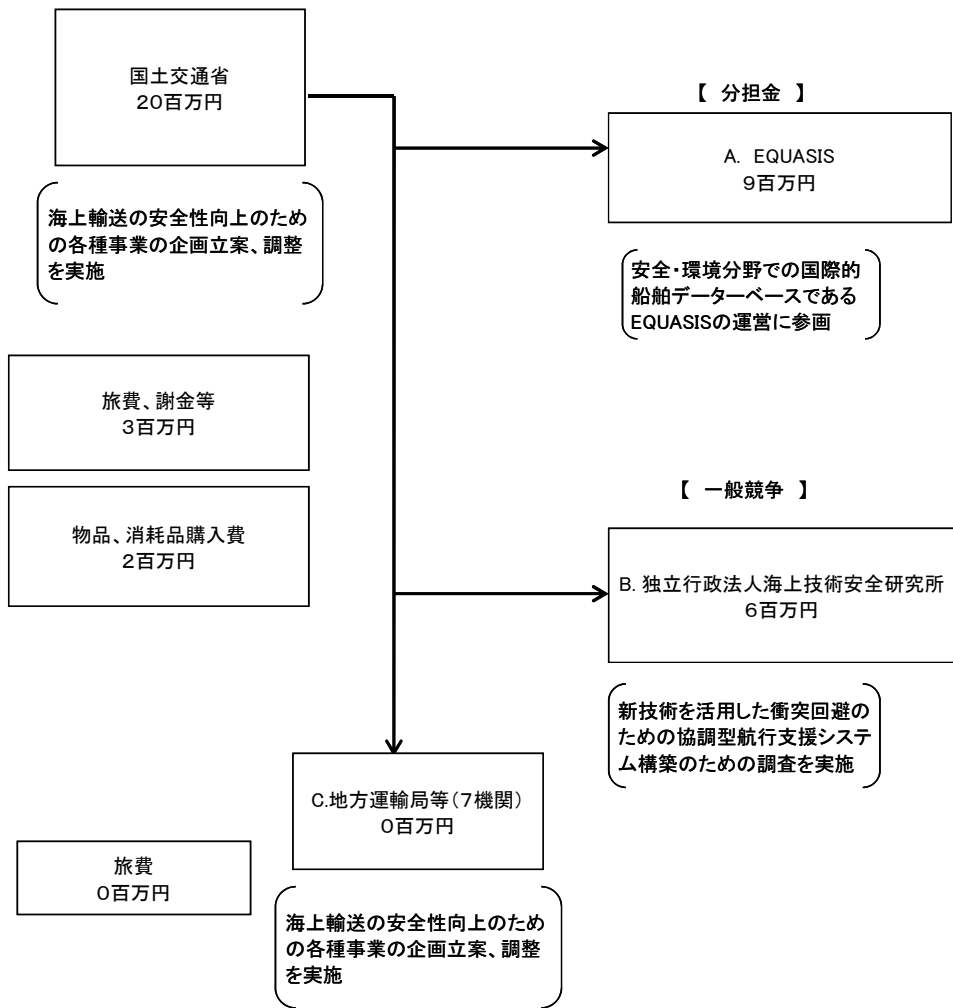 国土交通省
20百万円
海上輸送の安全性向上のため
の各種事業の企画立案、調整
を実施
【 分担金 】
A. EQUASIS
9百万円
安全・環境分野での国際的
船舶データーベースである
EQUASISの運営に参画
旅費、謝金等
3百万円
物品、消耗品購入費
2百万円
【 一般競争 】
B. 独立行政法人海上技術安全研究所
6百万円
新技術を活用した衝突回避の
ための協調型航行支援システ
ム構築のための調査を実施
C.地方運輸局等(7機関)
0百万円
旅費
0百万円
海上輸送の安全性向上のため
の各種事業の企画立案、調整
を実施